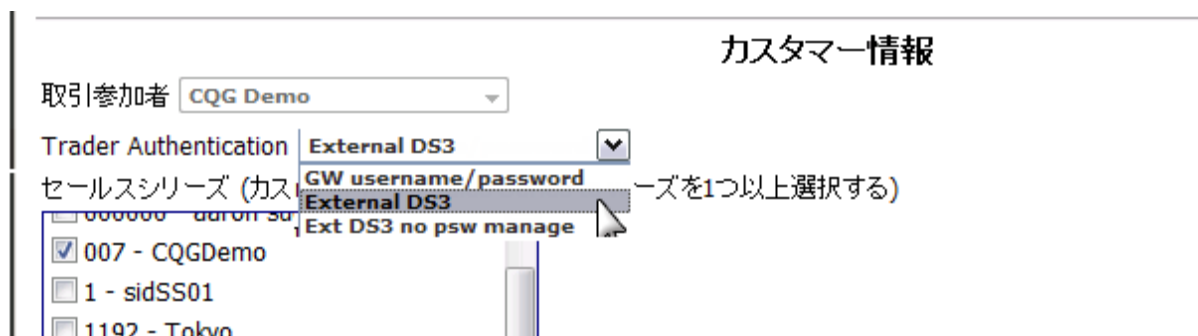 カスタマー情報
取引参加者 CQG Demo
Trader Authentication External DS3
セールスシリーズ (カス
GW username/password
ーズを1つ以上選択する)
External DS3
Ext DS3 no psw manage
007 - CQGDemo
1 - sidSS01
1192 - Tokyo